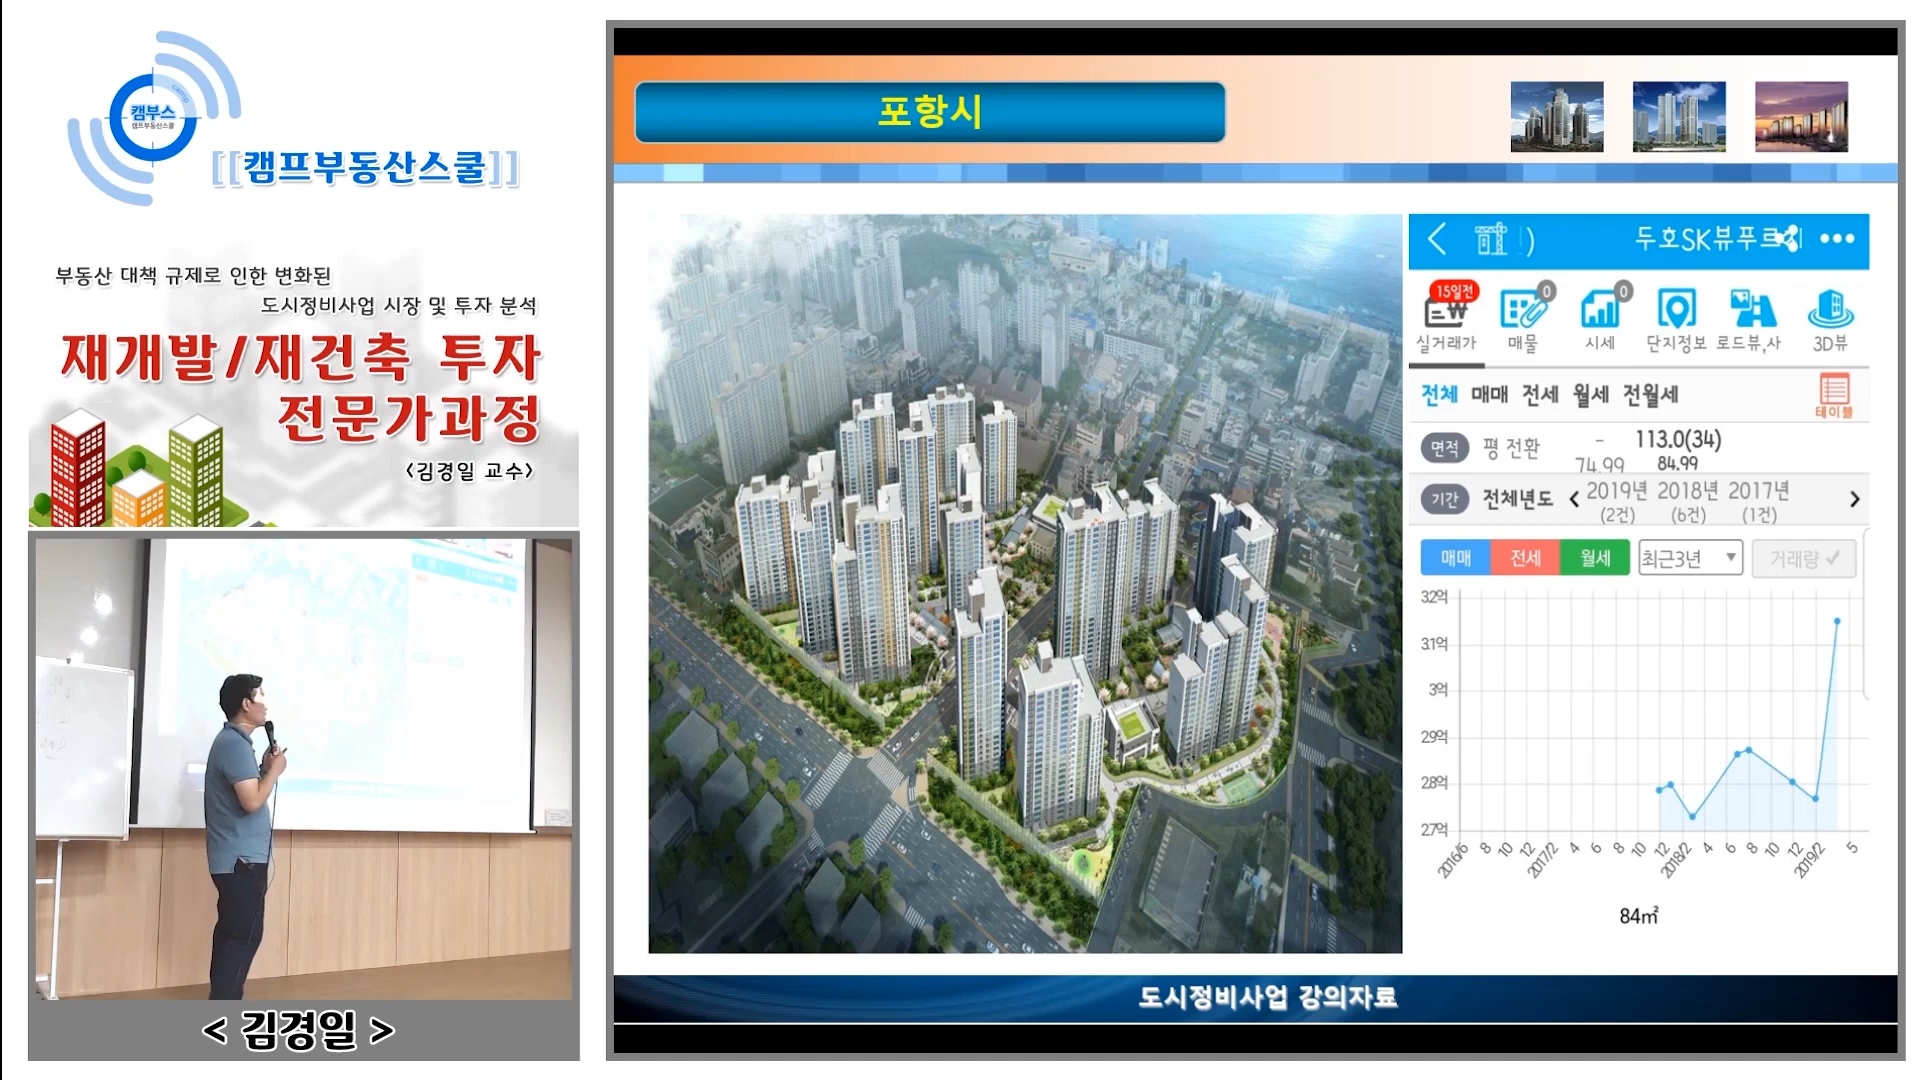 캠부스
캠프부동산스쿨
camp
[[캠프부동산스쿨]]
부동산 대책 규제로 인한 변화된
도시정비사업 시장 및 투자 분석
재개발/재건축 투자
전문가과정
<김경일 교수>
< 김경일 >
포항시
두호SK뷰푸르
15일전
0
0
실거래가 매물 시세 단지정보 로드뷰,사 3D뷰
전체 매매 전세 월세 전월세
테이블
면적 평 전환 - 113.0(34)
74.99 84.99
기간 전체년도 < 2019년 2018년 2017년 >
(2건) (6건) (1건)
매매 전세 월세 최근3년 거래량
3.2억
3.1억
3억
2.9억
2.8억
2.7억
2016/6 8 10 12 2017/2 4 6 8 10 12 2018/2 4 6 8 10 12 2019/2 5
84㎡
도시정비사업 강의자료